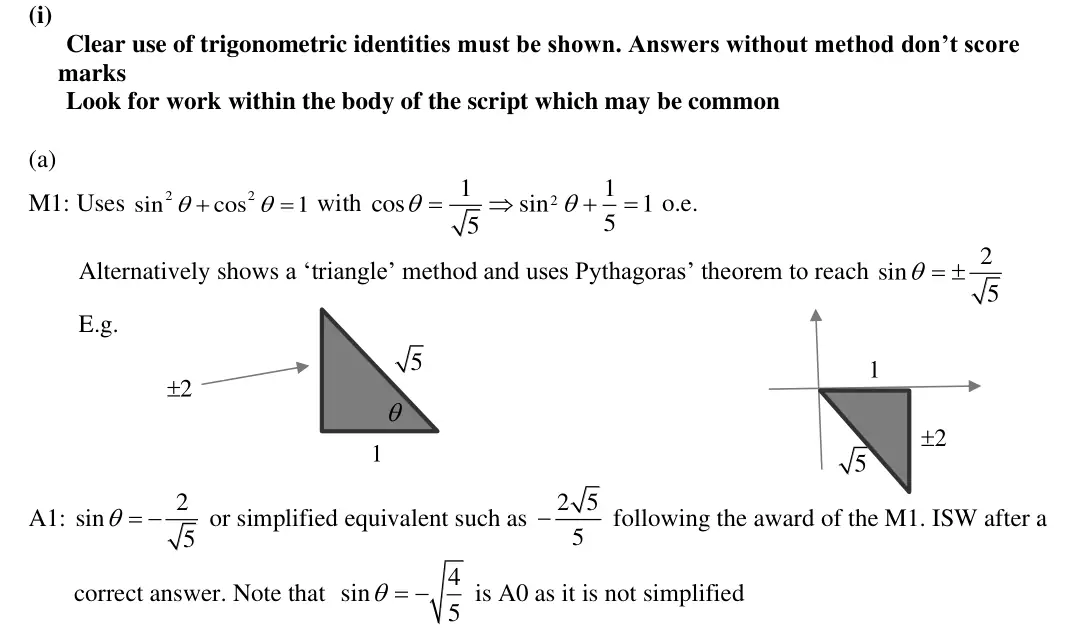 (i)
Clear use of trigonometric identities must be shown. Answers without method don’t score
marks
Look for work within the body of the script which may be common
(a)
M1: Uses sin² θ + cos² θ = 1 with cos θ = 1/√5 ⇒ sin² θ + 1/5 = 1 o.e.
Alternatively shows a ‘triangle’ method and uses Pythagoras’ theorem to reach sin θ = ± 2/√5
E.g.
±2
√5
θ
1
1
±2
√5
A1: sin θ = − 2/√5 or simplified equivalent such as − 2√5/5 following the award of the M1. ISW after a
correct answer. Note that sin θ = −√(4/5) is A0 as it is not simplified